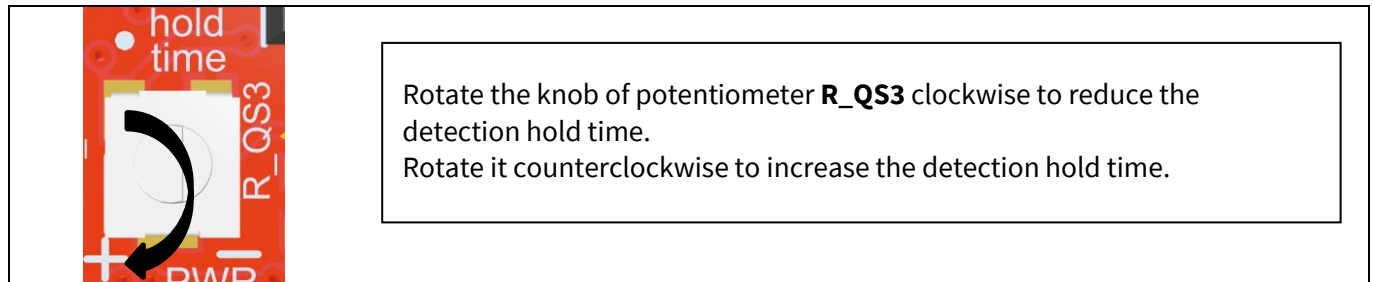 hold
time
R_QS3
+ −
PWR
Rotate the knob of potentiometer R_QS3 clockwise to reduce the
detection hold time.
Rotate it counterclockwise to increase the detection hold time.